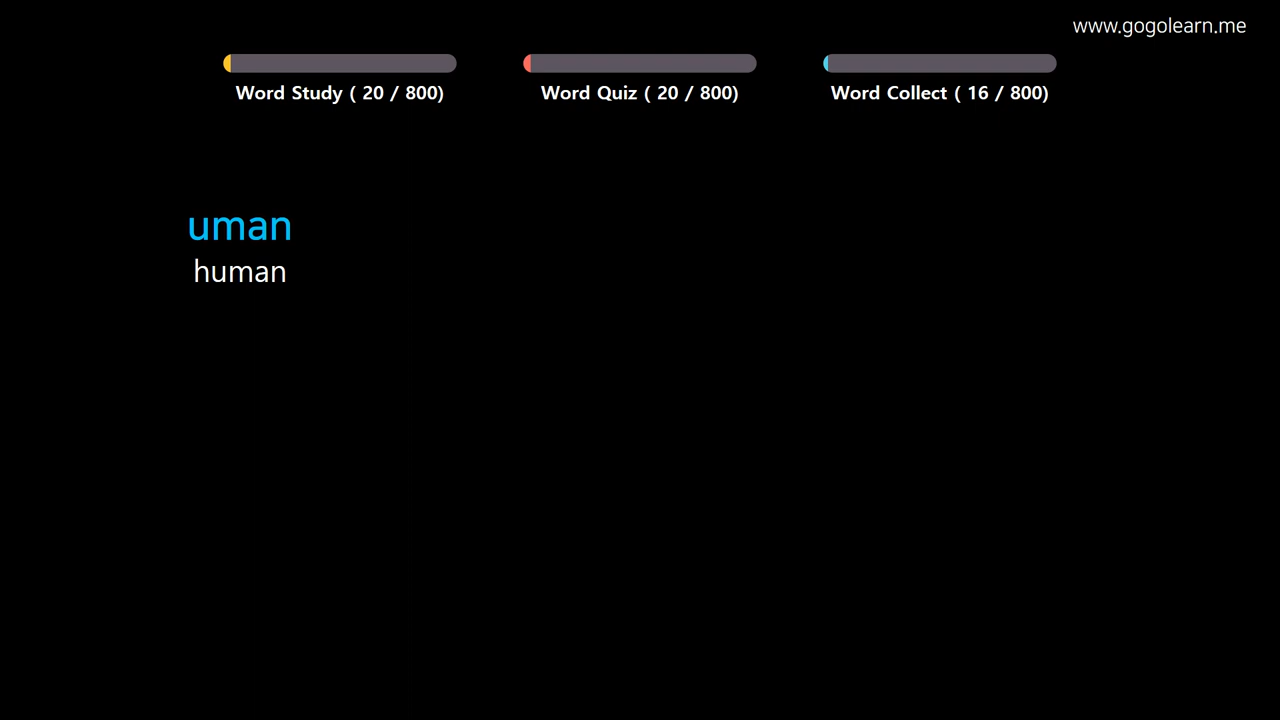 www.gogolearn.me
Word Study ( 20 / 800)
Word Quiz ( 20 / 800)
Word Collect ( 16 / 800)
uman
human